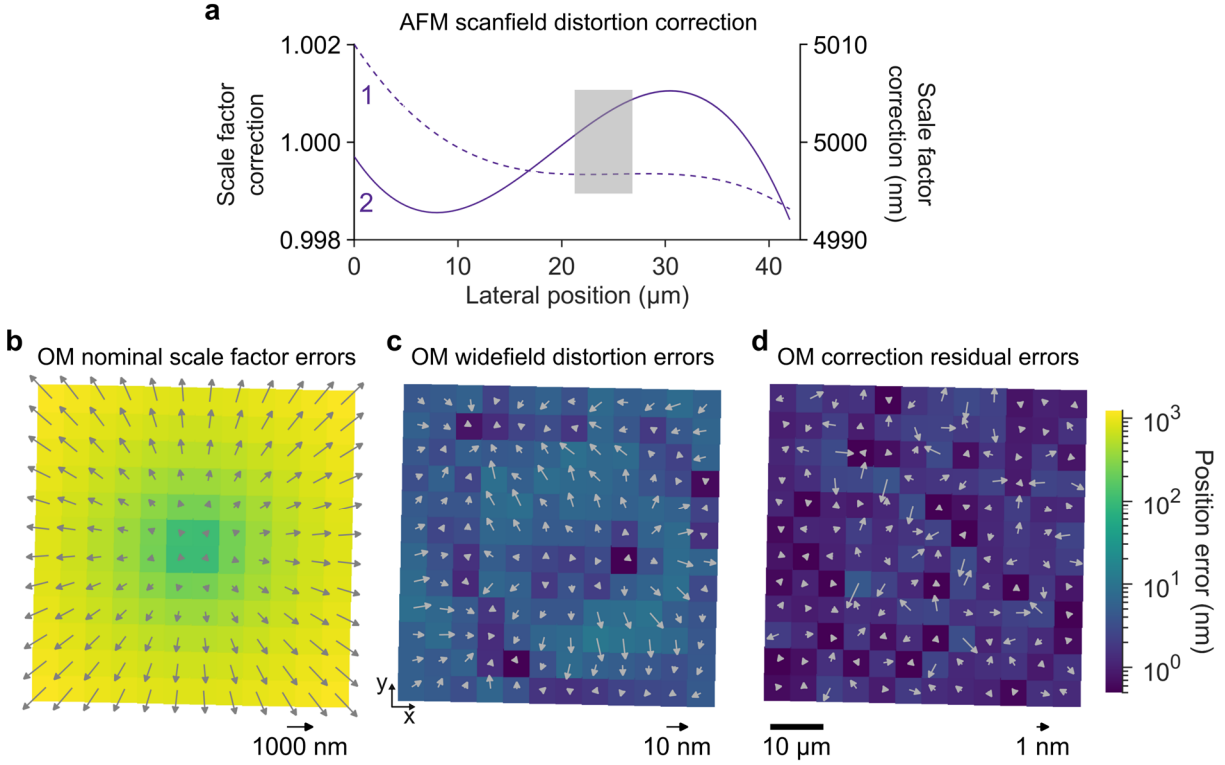 a
AFM scanfield distortion correction
Scale factor
correction
1.002
1.000
0.998
1
2
5010
5000
4990
Scale factor
correction (nm)
0 10 20 30 40
Lateral position (µm)
b
OM nominal scale factor errors
1000 nm
c
OM widefield distortion errors
y
x
10 nm
d
OM correction residual errors
10 µm
1 nm
10³
10²
10¹
10⁰
Position error (nm)